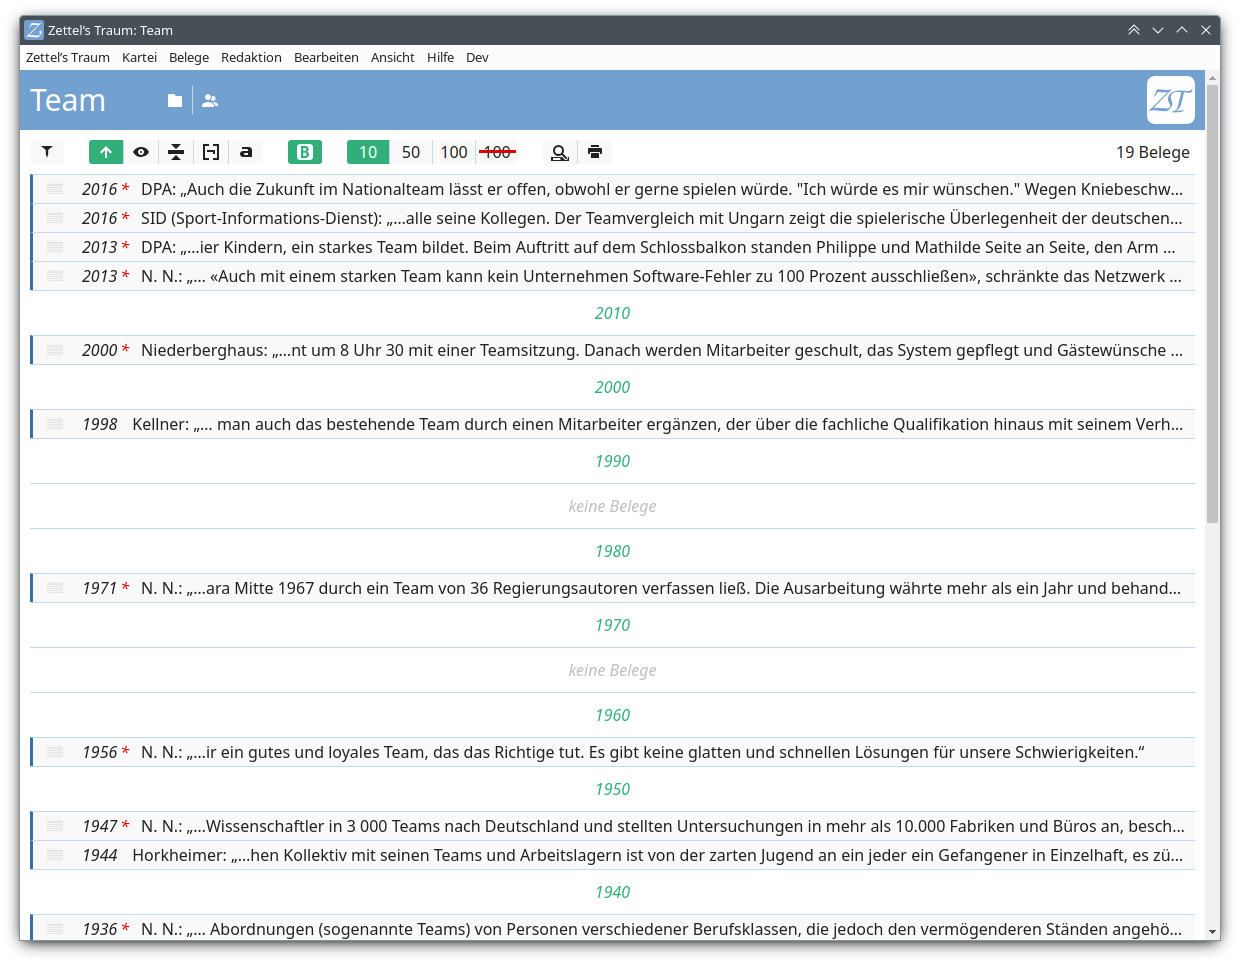 Zettel’s Traum: Team
Zettel’s Traum Kartei Belege Redaktion Bearbeiten Ansicht Hilfe Dev
Team
ZT
a B 10 50 100 100 19 Belege
2016 * DPA: „Auch die Zukunft im Nationalteam lässt er offen, obwohl er gerne spielen würde. "Ich würde es mir wünschen." Wegen Kniebeschw...
2016 * SID (Sport-Informations-Dienst): „...alle seine Kollegen. Der Teamvergleich mit Ungarn zeigt die spielerische Überlegenheit der deutschen...
2013 * DPA: „...ier Kindern, ein starkes Team bildet. Beim Auftritt auf dem Schlossbalkon standen Philippe und Mathilde Seite an Seite, den Arm ...
2013 * N. N.: „... «Auch mit einem starken Team kann kein Unternehmen Software-Fehler zu 100 Prozent ausschließen», schränkte das Netzwerk ...
2010
2000 * Niederberghaus: „...nt um 8 Uhr 30 mit einer Teamsitzung. Danach werden Mitarbeiter geschult, das System gepflegt und Gästewünsche ...
2000
1998 Kellner: „... man auch das bestehende Team durch einen Mitarbeiter ergänzen, der über die fachliche Qualifikation hinaus mit seinem Verh...
1990
keine Belege
1980
1971 * N. N.: „...ara Mitte 1967 durch ein Team von 36 Regierungsautoren verfassen ließ. Die Ausarbeitung währte mehr als ein Jahr und behand...
1970
keine Belege
1960
1956 * N. N.: „...ir ein gutes und loyales Team, das das Richtige tut. Es gibt keine glatten und schnellen Lösungen für unsere Schwierigkeiten.“
1950
1947 * N. N.: „...Wissenschaftler in 3 000 Teams nach Deutschland und stellten Untersuchungen in mehr als 10.000 Fabriken und Büros an, besch...
1944 Horkheimer: „...hen Kollektiv mit seinen Teams und Arbeitslagern ist von der zarten Jugend an ein jeder ein Gefangener in Einzelhaft, es zü...
1940
1936 * N. N.: „... Abordnungen (sogenannte Teams) von Personen verschiedener Berufsklassen, die jedoch den vermögenderen Ständen angehö...